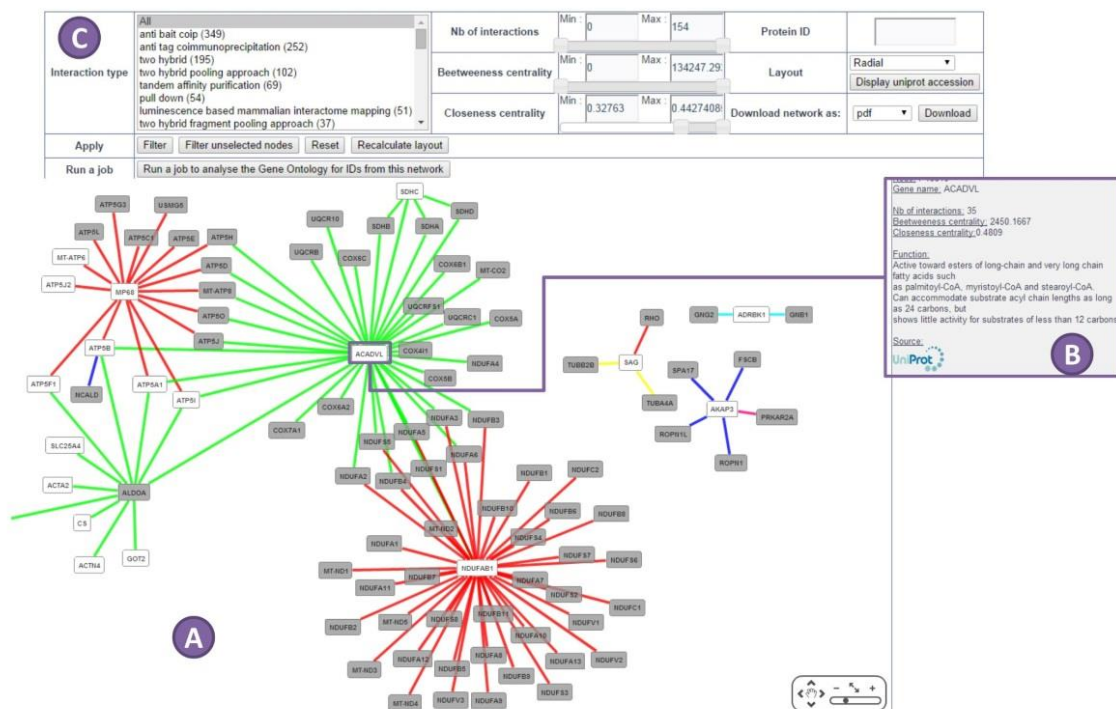 C
Interaction type
All
anti bait coip (349)
anti tag coimmunoprecipitation (252)
two hybrid (195)
two hybrid pooling approach (102)
tandem affinity purification (69)
pull down (54)
luminescence based mammalian interactome mapping (51)
two hybrid fragment pooling approach (37)
Nb of interactions
Min : 0
Max : 154
Protein ID
Beetweeness centrality
Min : 0
Max : 134247.29
Layout
Radial
Display uniprot accession
Closeness centrality
Min : 0.32763
Max : 0.4427408
Download network as:
pdf
Download
Apply
Filter
Filter unselected nodes
Reset
Recalculate layout
Run a job
Run a job to analyse the Gene Ontology for IDs from this network
Gene name: ACADVL
Nb of interactions: 35
Beetweeness centrality: 2450.1667
Closeness centrality:0.4809
Function:
Active toward esters of long-chain and very long chain
fatty acids such
as palmitoyl-CoA, myristoyl-CoA and stearoyl-CoA.
Can accommodate substrate acyl chain lengths as long
as 24 carbons, but
shows little activity for substrates of less than 12 carbons
Source:
UniProt
B
SDHC
ATP5G3
USMG5
SDHD
ATP5L
ATP5C1
ATP5E
ATP5H
UQCR10
SDHB
SDHA
MT-ATP6
UQCRB
COX6C
ATP5D
COX6B1
MT-CO2
ATP5J2
MP68
MT-ATP8
UQCRFS1
ATP5O
UQCRC1
COX5A
RHO
GNG2
ADRBK1
GNB1
ATP5J
ATP5B
ACADVL
COX4I1
NDUFA4
SAG
TUBB2B
FSCB
SPA17
ATP5F1
NCALD
ATP5A1
ATP5I
COX5B
TUBA4A
AKAP3
PRKAR2A
COX6A2
COX7A1
NDUFA3
NDUFB3
ROPN1L
ROPN1
NDUFS5
NDUFA5
SLC25A4
NDUFA6
NDUFA2
NDUFB4
NDUFS1
NDUFB1
NDUFC2
ACTA2
ALDOA
NDUFB10
NDUFB6
NDUFB8
CS
MT-ND2
NDUFS4
NDUFA1
NDUFS7
NDUFS6
ACTN4
GOT2
MT-ND1
NDUFB7
NDUFAB1
NDUFA11
NDUFA7
NDUFS2
NDUFC1
NDUFB2
MT-ND5
NDUFS8
NDUFB11
NDUFV1
NDUFA10
A
MT-ND3
NDUFA12
NDUFB5
NDUFA8
NDUFB9
NDUFA13
NDUFV2
MT-ND4
NDUFV3
NDUFA9
NDUFS3